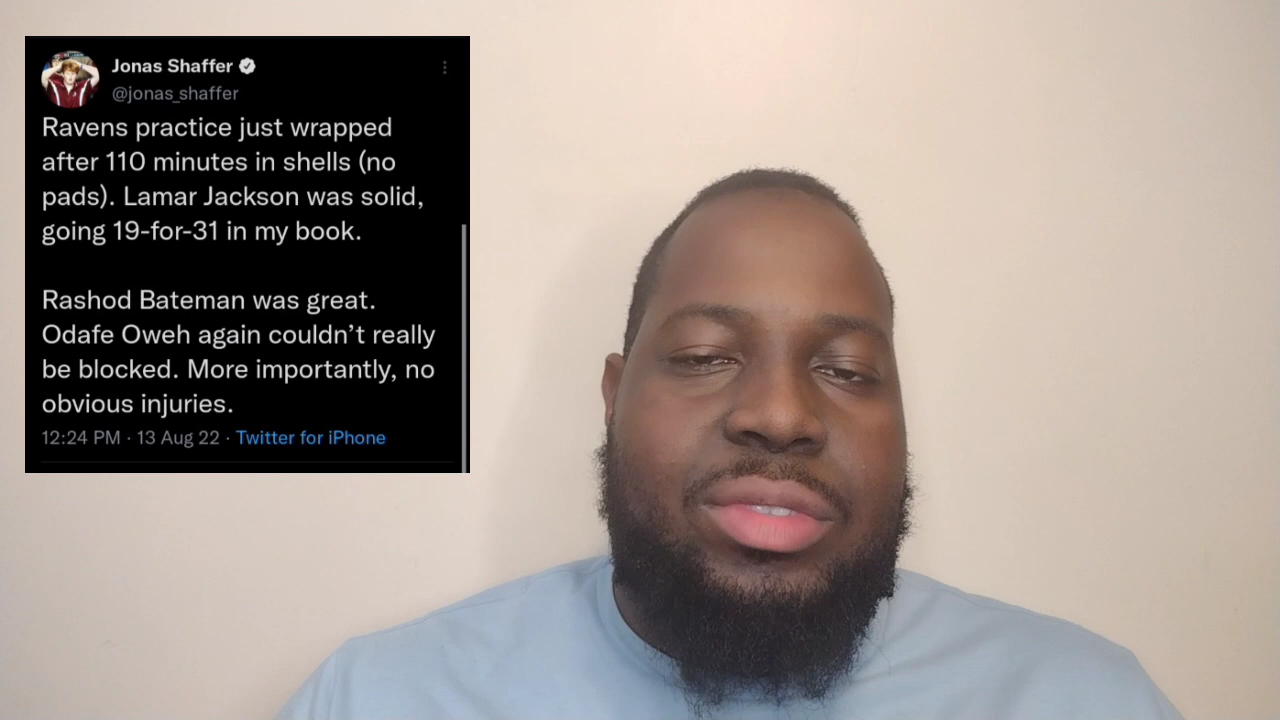 Jonas Shaffer
@jonas_shaffer
Ravens practice just wrapped
after 110 minutes in shells (no
pads). Lamar Jackson was solid,
going 19-for-31 in my book.
Rashod Bateman was great.
Odafe Oweh again couldn’t really
be blocked. More importantly, no
obvious injuries.
12:24 PM · 13 Aug 22 · Twitter for iPhone